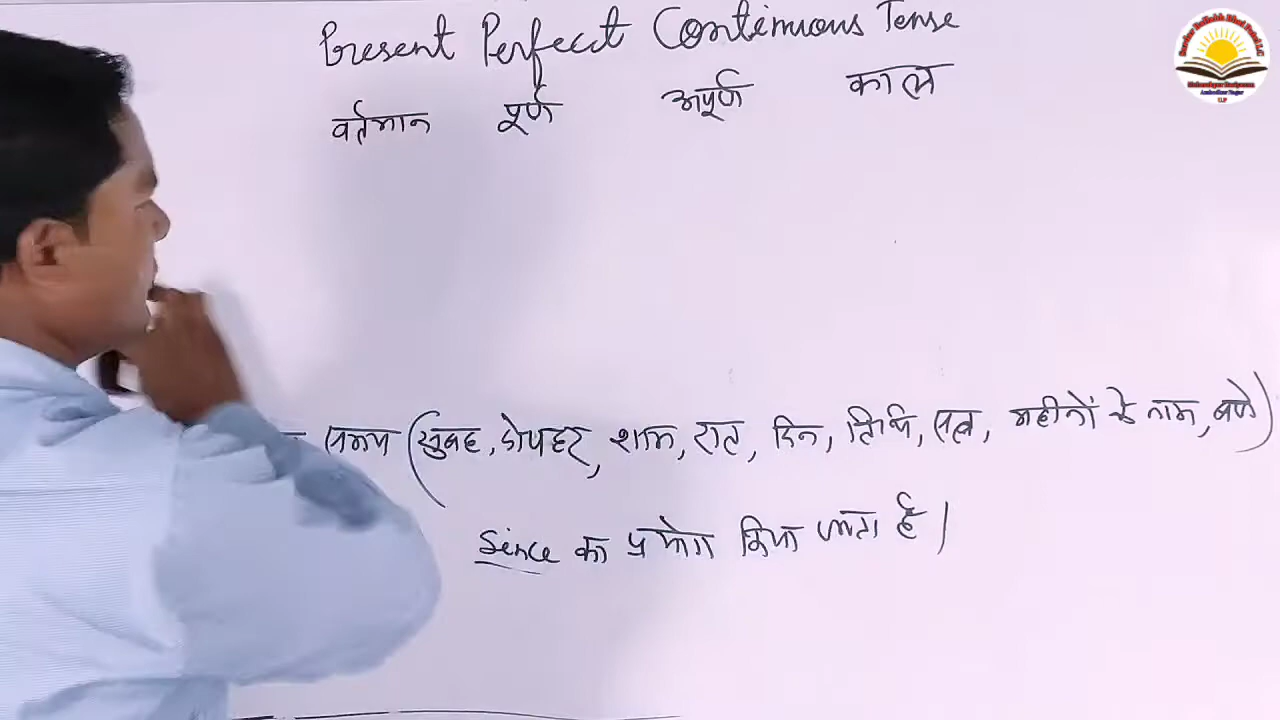 Present Perfect Continuous Tense
वर्तमान पूर्ण अपूर्ण काल
समय (सुबह, दोपहर, शाम, रात, दिन, तिथि, सन्, महीनों के नाम, बजे)
Since का प्रयोग किया जाता है।